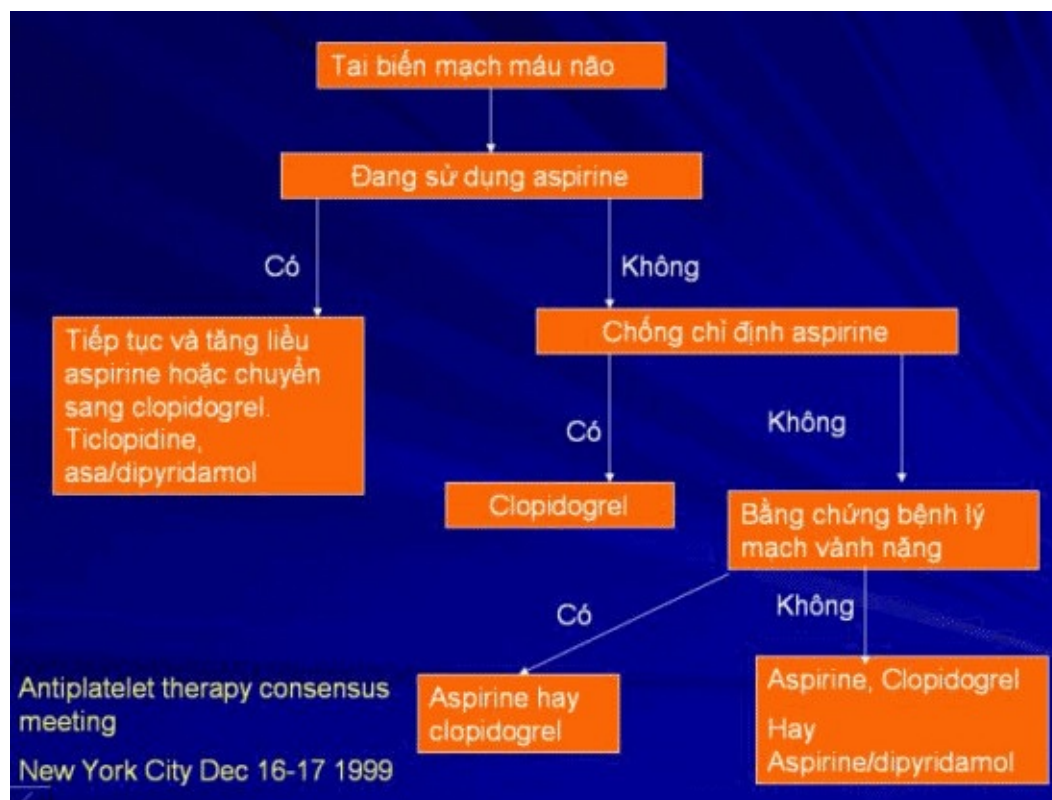 Tai biến mạch máu não
Đang sử dụng aspirine
Có
Không
Tiếp tục và tăng liều
aspirine hoặc chuyển
sang clopidogrel.
Ticlopidine,
asa/dipyridamol
Chống chỉ định aspirine
Có
Không
Clopidogrel
Bằng chứng bệnh lý
mạch vành nặng
Có
Không
Aspirine hay
clopidogrel
Aspirine, Clopidogrel
Hay
Aspirine/dipyridamol
Antiplatelet therapy consensus
meeting
New York City Dec 16-17 1999